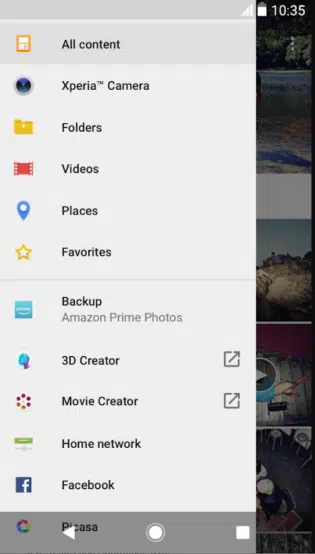 10:35
All content
Xperia™ Camera
Folders
Videos
Places
Favorites
Backup
Amazon Prime Photos
3D Creator
Movie Creator
Home network
Facebook
Picasa